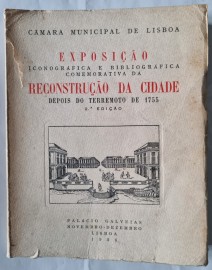 CÂMARA MUNICIPAL DE LISBOA
EXPOSIÇÃO
ICONOGRÁFICA E BIBLIOGRÁFICA
COMEMORATIVA DA
RECONSTRUÇÃO DA CIDADE
DEPOIS DO TERREMOTO DE 1755
2.ª EDIÇÃO
PALÁCIO GALVEIAS
NOVEMBRO-DEZEMBRO
LISBOA